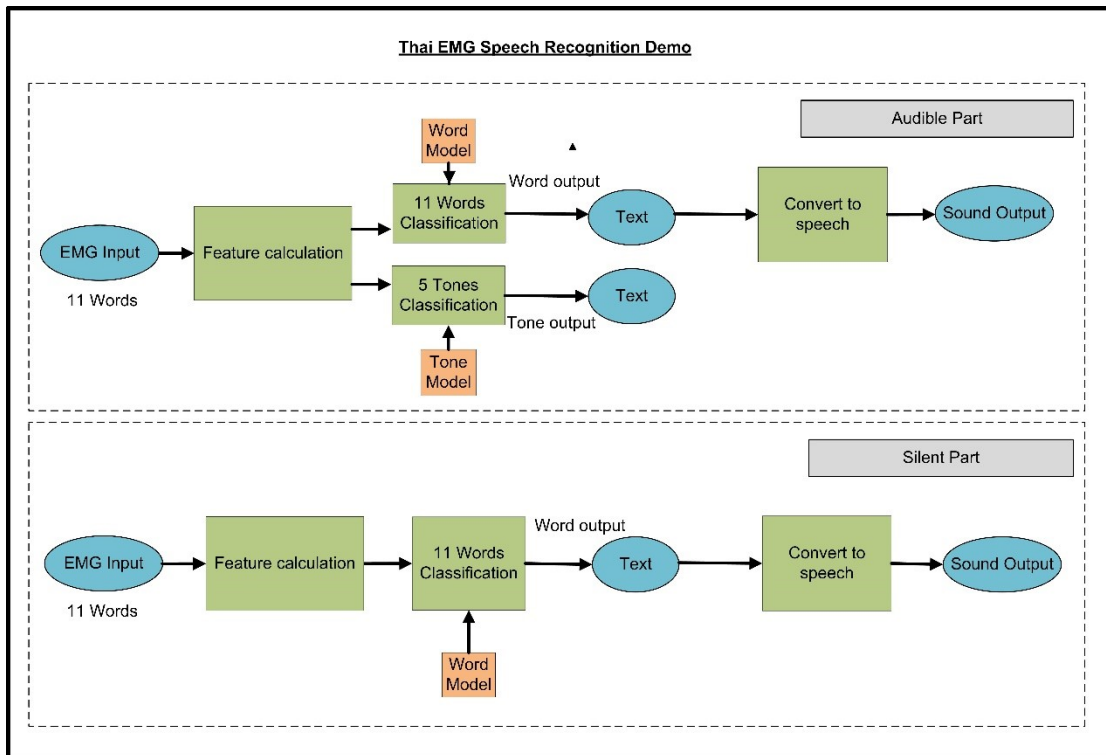 Thai EMG Speech Recognition Demo
Audible Part
Word
Model
Word output
11 Words
Classification
Text
Convert to
speech
Sound Output
EMG Input
Feature calculation
11 Words
5 Tones
Classification
Text
Tone output
Tone
Model
Silent Part
Word output
EMG Input
Feature calculation
11 Words
Classification
Text
Convert to
speech
Sound Output
11 Words
Word
Model